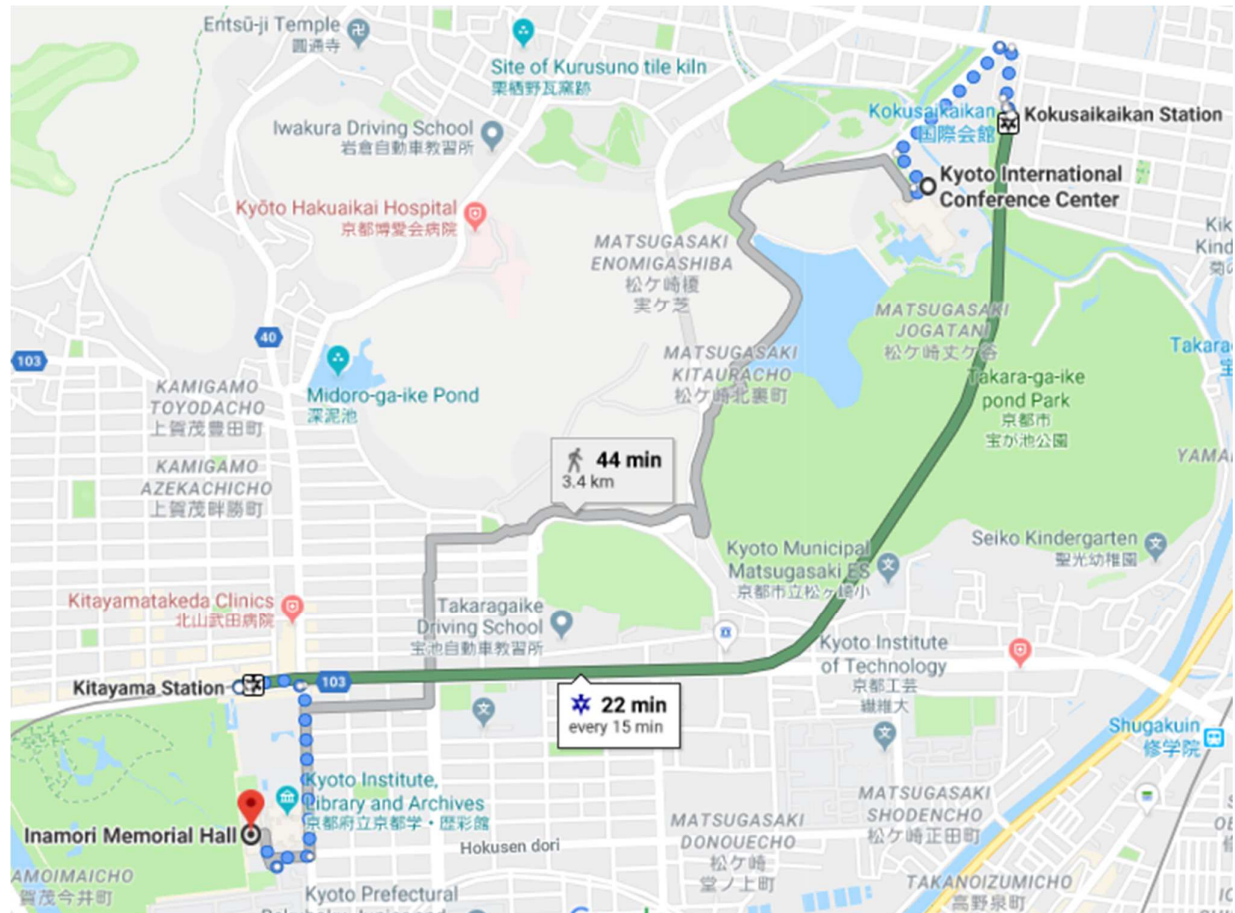 Entsū-ji Temple
圓通寺
Site of Kurusuno tile kiln
栗栖野瓦窯跡
Iwakura Driving School
岩倉自動車教習所
Kokusaikaikan
国際会館
Kokusaikaikan Station
Kyoto International
Conference Center
Kyōto Hakuaikai Hospital
京都博愛会病院
MATSUGASAKI
ENOMIGASHIBA
松ケ崎榎
実ケ芝
MATSUGASAKI
JOGATANI
松ケ崎丈ケ谷
40
103
Midoro-ga-ike Pond
深泥池
MATSUGASAKI
KITAURACHO
松ケ崎北裏町
Takara-ga-ike
pond Park
京都市
宝が池公園
KAMIGAMO
TOYODACHO
上賀茂豊田町
KAMIGAMO
AZEKACHICHO
上賀茂畔勝町
44 min
3.4 km
Kyoto Municipal
Matsugasaki ES
京都市立松ヶ崎小
Seiko Kindergarten
聖光幼稚園
Kitayamatakeda Clinics
北山武田病院
Takaragaike
Driving School
宝池自動車教習所
Kyoto Institute
of Technology
京都工芸
繊維大
Kitayama Station
103
22 min
every 15 min
Shugakuin
修学院
Kyoto Institute,
Library and Archives
京都府立京都学・歴彩館
Inamori Memorial Hall
Hokusen dori
MATSUGASAKI
DONOUECHO
松ケ崎
堂ノ上町
MATSUGASAKI
SHODENCHO
松ケ崎正田町
AMOIMAICHO
賀茂今井町
Kyoto Prefectural
TAKANOIZUMICHO
高野泉町